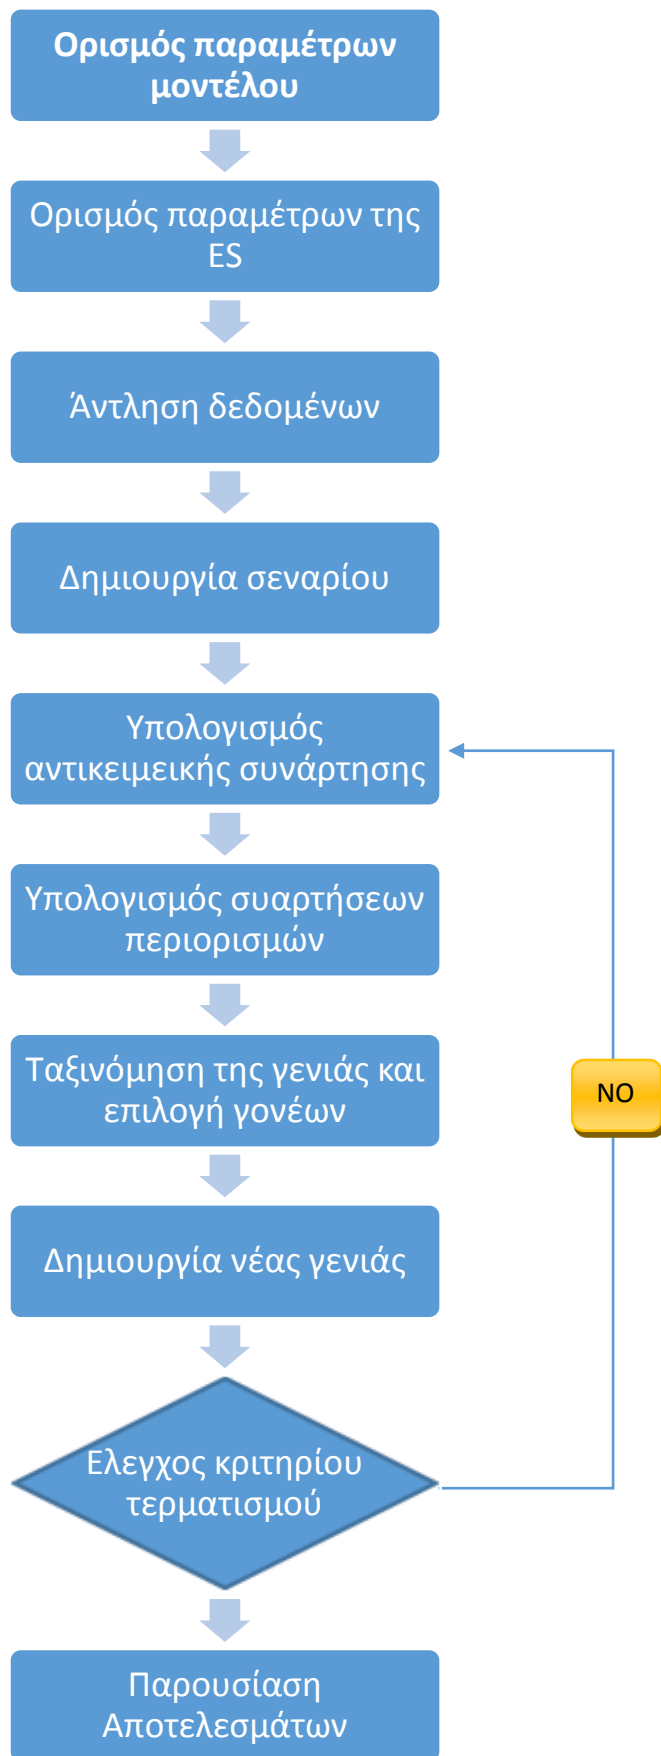 Ορισμός παραμέτρων
μοντέλου
Ορισμός παραμέτρων της
ES
Άντληση δεδομένων
Δημιουργία σεναρίου
Υπολογισμός
αντικειμεικής συνάρτησης
Υπολογισμός συαρτήσεων
περιορισμών
Ταξινόμηση της γενιάς και
επιλογή γονέων
NO
Δημιουργία νέας γενιάς
Ελεγχος κριτηρίου
τερματισμού
Παρουσίαση
Αποτελεσμάτων